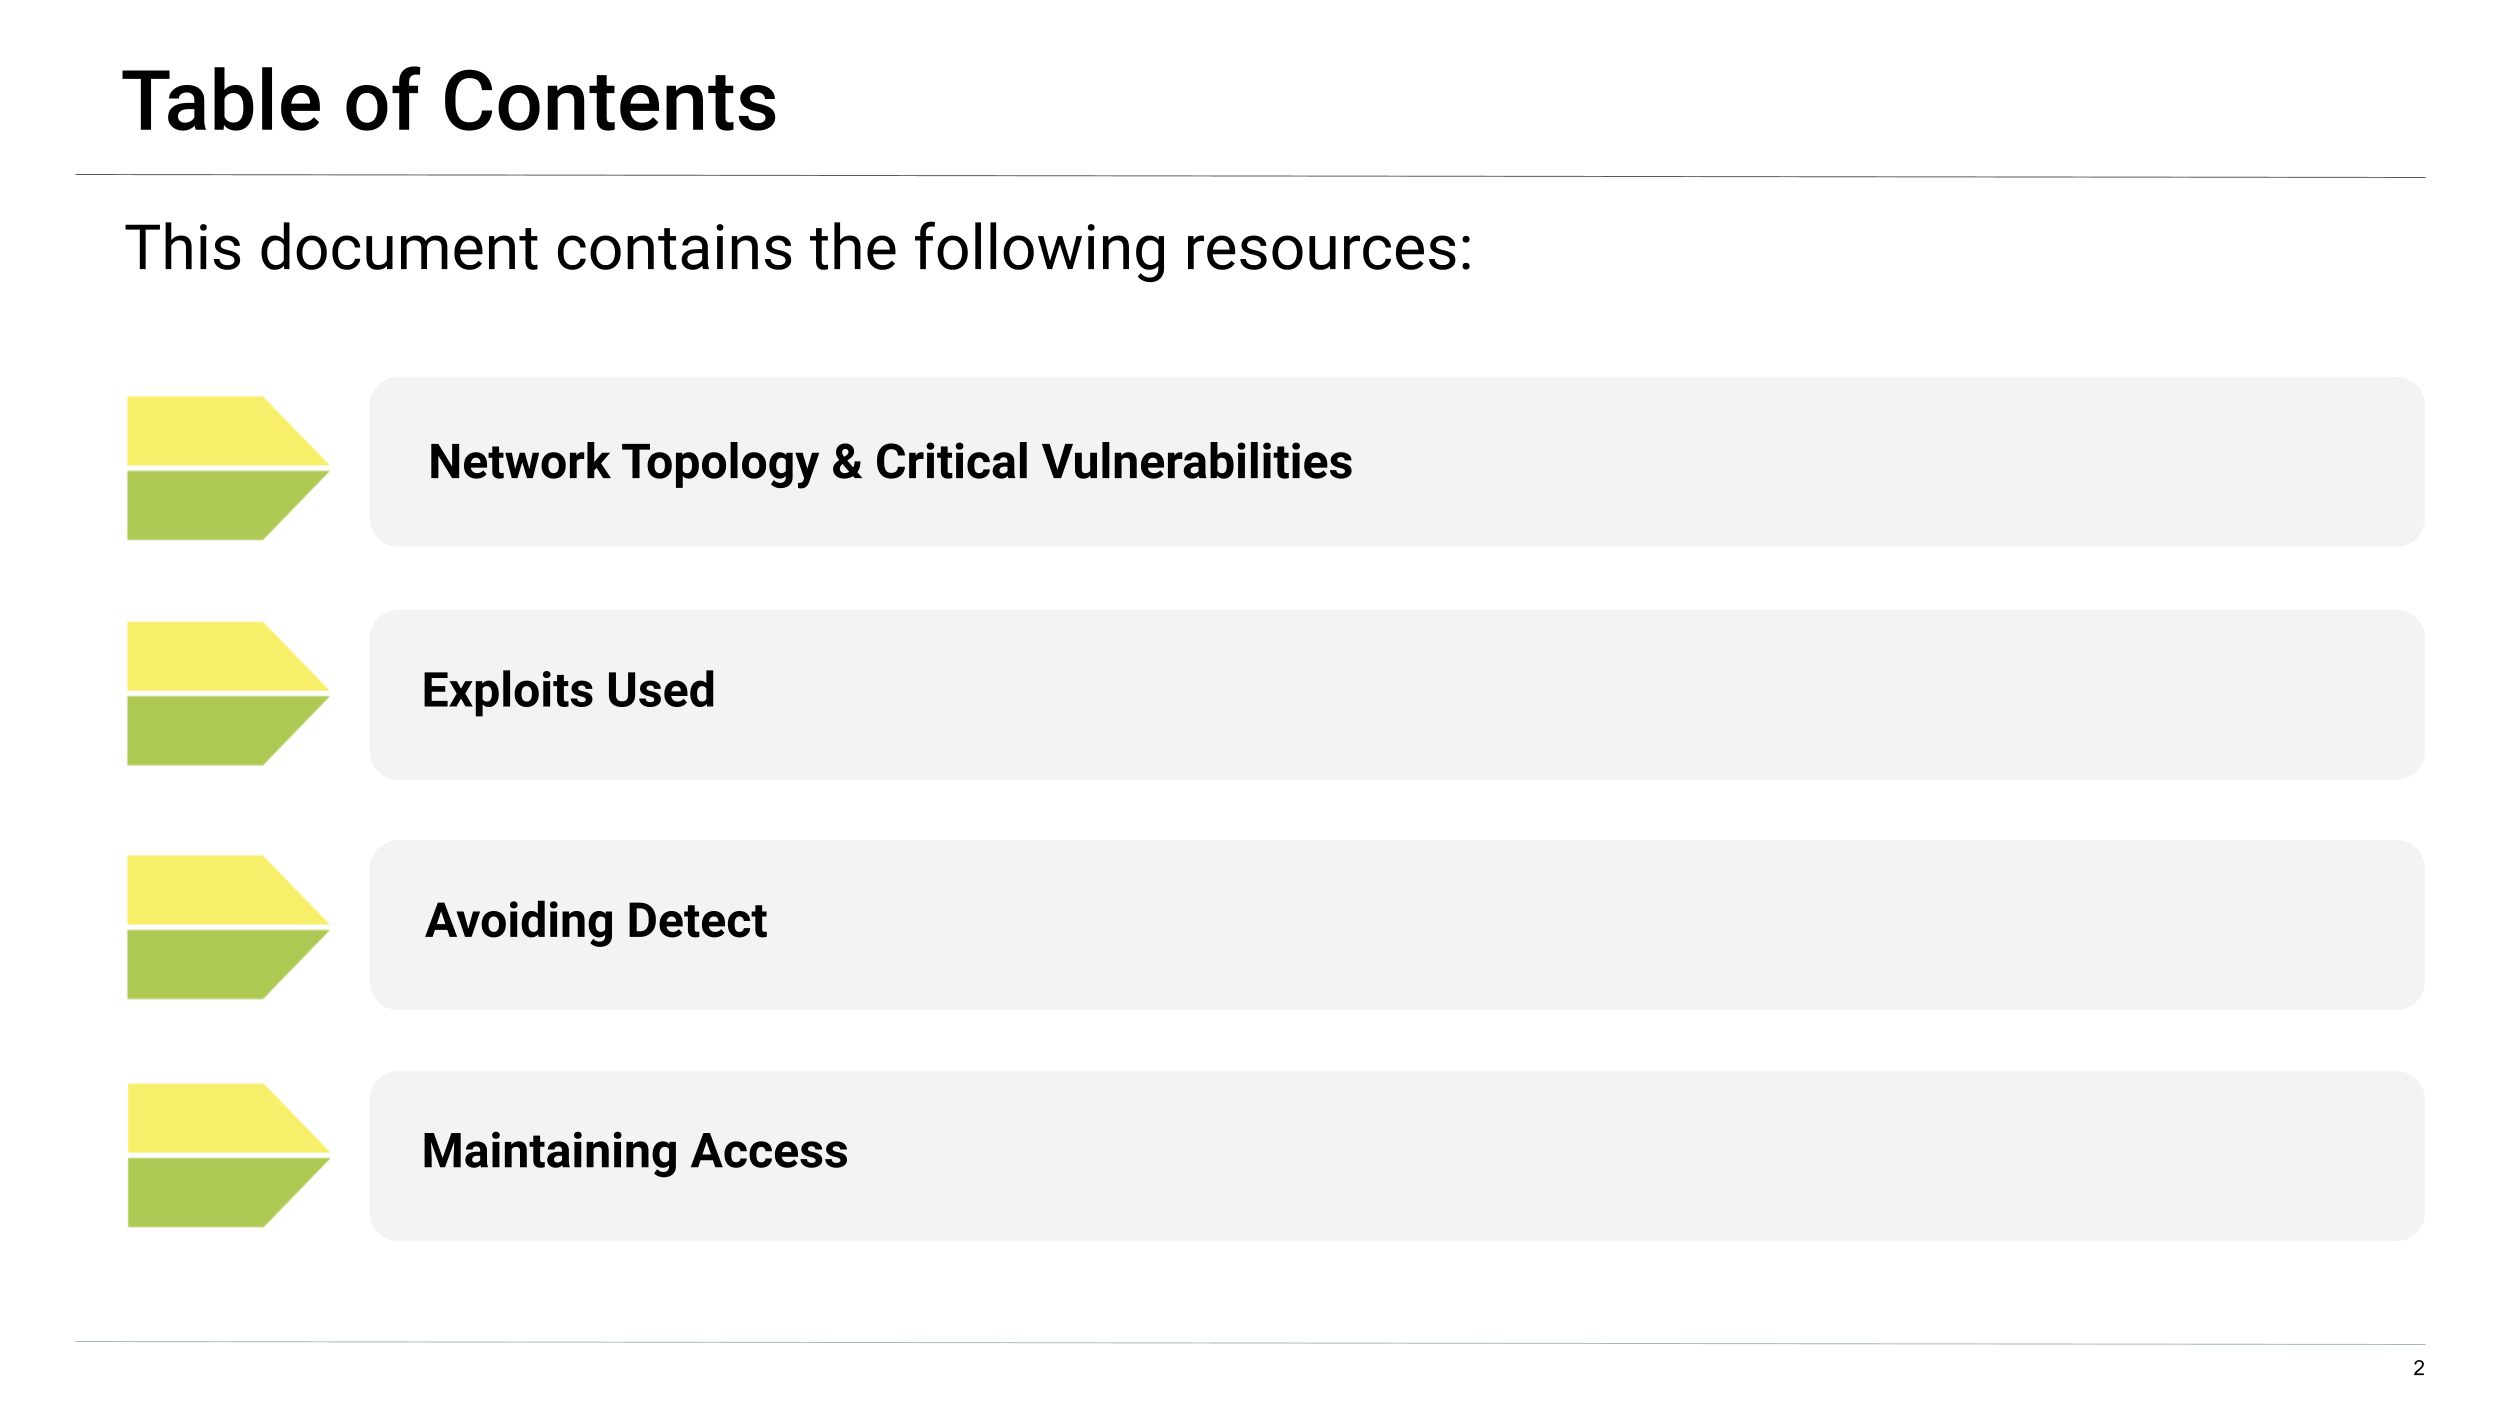 Table of Contents
This document contains the following resources:
Network Topology & Critical Vulnerabilities
Exploits Used
Avoiding Detect
Maintaining Access
2